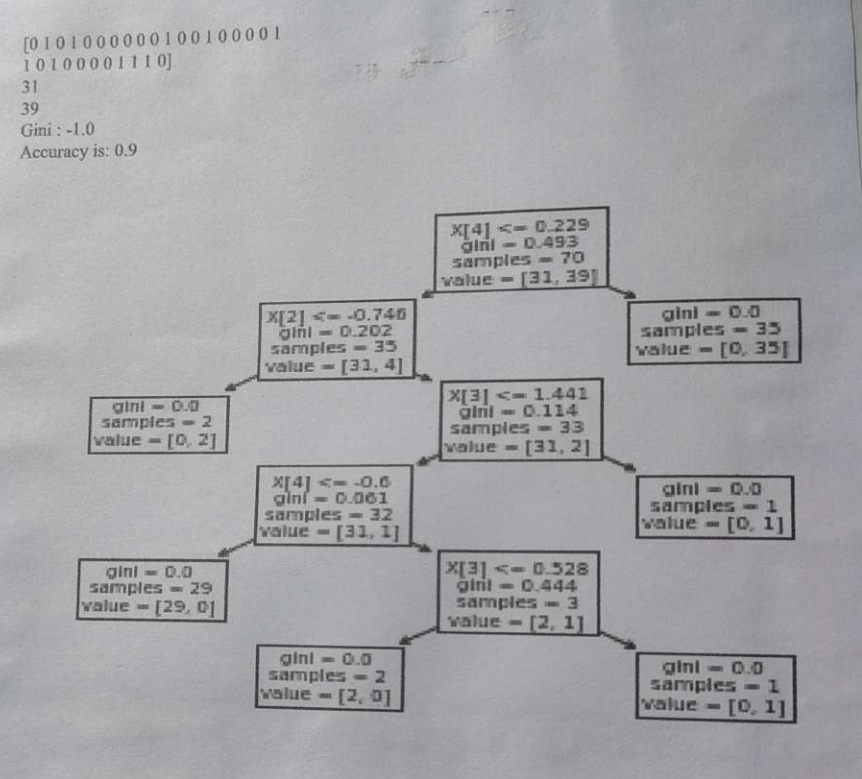 [0 1 0 1 0 0 0 0 0 0 1 0 0 1 0 0 0 0 1
1 0 1 0 0 0 0 1 1 1 0]
31
39
Gini : -1.0
Accuracy is: 0.9
X[4] <= 0.229
gini = 0.493
samples = 70
value = [31, 39]
X[2] <= -0.746
gini = 0.202
samples = 35
value = [31, 4]
gini = 0.0
samples = 35
value = [0, 35]
gini = 0.0
samples = 2
value = [0, 2]
X[3] <= 1.441
gini = 0.114
samples = 33
value = [31, 2]
X[4] <= -0.6
gini = 0.061
samples = 32
value = [31, 1]
gini = 0.0
samples = 1
value = [0, 1]
gini = 0.0
samples = 29
value = [29, 0]
X[3] <= 0.528
gini = 0.444
samples = 3
value = [2, 1]
gini = 0.0
samples = 2
value = [2, 0]
gini = 0.0
samples = 1
value = [0, 1]